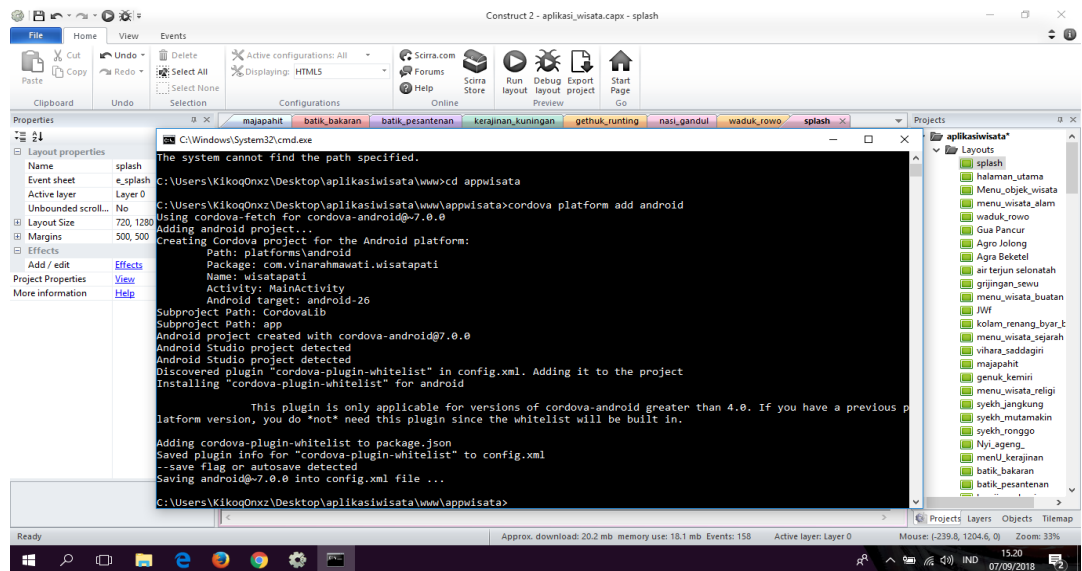 Construct 2 - aplikasi_wisata.capx - splash
File Home View Events
Paste
Cut
Copy
Clipboard
Undo
Redo
Undo
Delete
Select All
Select None
Selection
Active configurations: All
Displaying: HTML5
Configurations
Scirra.com
Forums
Help
Scirra Store
Online
Run layout
Debug layout
Export project
Preview
Start Page
Go
Properties
majapahit batik_bakaran batik_pesantenan kerajinan_kuningan gethuk_runting nasi_gandul waduk_rowo splash
Projects
Layout properties
Name splash
Event sheet e_splash
Active layer Layer 0
Unbounded scroll... No
Layout Size 720, 1280
Margins 500, 500
Effects
Add / edit Effects
Project Properties View
More information Help
C:\Windows\System32\cmd.exe
The system cannot find the path specified.
C:\Users\KikoqOnxz\Desktop\aplikasiwisata\www>cd appwisata
C:\Users\KikoqOnxz\Desktop\aplikasiwisata\www\appwisata>cordova platform add android
Using cordova-fetch for cordova-android@~7.0.0
Adding android project...
Creating Cordova project for the Android platform:
Path: platforms\android
Package: com.vinarahmawati.wisatapati
Name: wisatapati
Activity: MainActivity
Android target: android-26
Subproject Path: CordovaLib
Subproject Path: app
Android project created with cordova-android@7.0.0
Android Studio project detected
Android Studio project detected
Discovered plugin "cordova-plugin-whitelist" in config.xml. Adding it to the project
Installing "cordova-plugin-whitelist" for android
This plugin is only applicable for versions of cordova-android greater than 4.0. If you have a previous p
latform version, you do *not* need this plugin since the whitelist will be built in.
Adding cordova-plugin-whitelist to package.json
Saved plugin info for "cordova-plugin-whitelist" to config.xml
--save flag or autosave detected
Saving android@~7.0.0 into config.xml file ...
C:\Users\KikoqOnxz\Desktop\aplikasiwisata\www\appwisata>
aplikasiwisata*
Layouts
splash
halaman_utama
Menu_objek_wisata
menu_wisata_alam
waduk_rowo
Gua Pancur
Agro Jolong
Agra Beketel
air terjun selonatah
grijingan_sewu
menu_wisata_buatan
JWf
kolam_renang_byar_b
menu_wisata_sejarah
vihara_saddagiri
majapahit
genuk_kemiri
menu_wisata_religi
syekh_jangkung
syekh_mutamakin
syekh_ronggo
Nyi_ageng_
menU_kerajinan
batik_bakaran
batik_pesantenan
Projects Layers Objects Tilemap
Ready
Approx. download: 20.2 mb memory use: 18.1 mb Events: 158 Active layer: Layer 0 Mouse: (-239.8, 1204.6, 0) Zoom: 33%
IND
15.20
07/09/2018
2